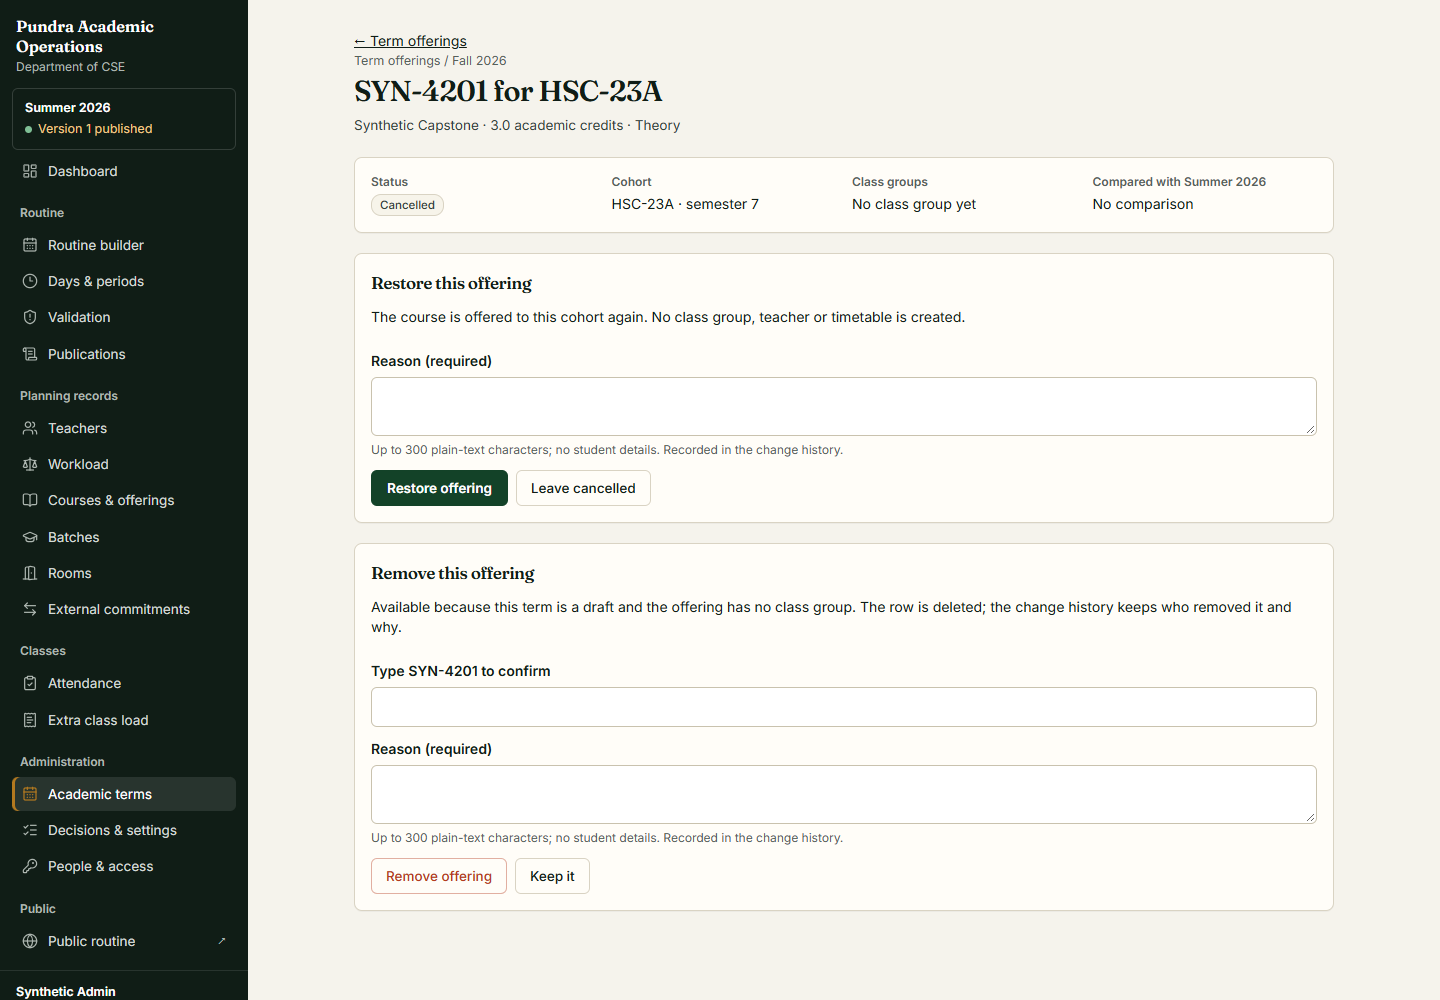 Pundra Academic
Operations
Department of CSE
Summer 2026
Version 1 published
Dashboard
Routine
Routine builder
Days & periods
Validation
Publications
Planning records
Teachers
Workload
Courses & offerings
Batches
Rooms
External commitments
Classes
Attendance
Extra class load
Administration
Academic terms
Decisions & settings
People & access
Public
Public routine ↗
Synthetic Admin
← Term offerings
Term offerings / Fall 2026
SYN-4201 for HSC-23A
Synthetic Capstone · 3.0 academic credits · Theory
Status
Cancelled
Cohort
HSC-23A · semester 7
Class groups
No class group yet
Compared with Summer 2026
No comparison
Restore this offering
The course is offered to this cohort again. No class group, teacher or timetable is created.
Reason (required)
Up to 300 plain-text characters; no student details. Recorded in the change history.
Restore offering
Leave cancelled
Remove this offering
Available because this term is a draft and the offering has no class group. The row is deleted; the change history keeps who removed it and
why.
Type SYN-4201 to confirm
Reason (required)
Up to 300 plain-text characters; no student details. Recorded in the change history.
Remove offering
Keep it